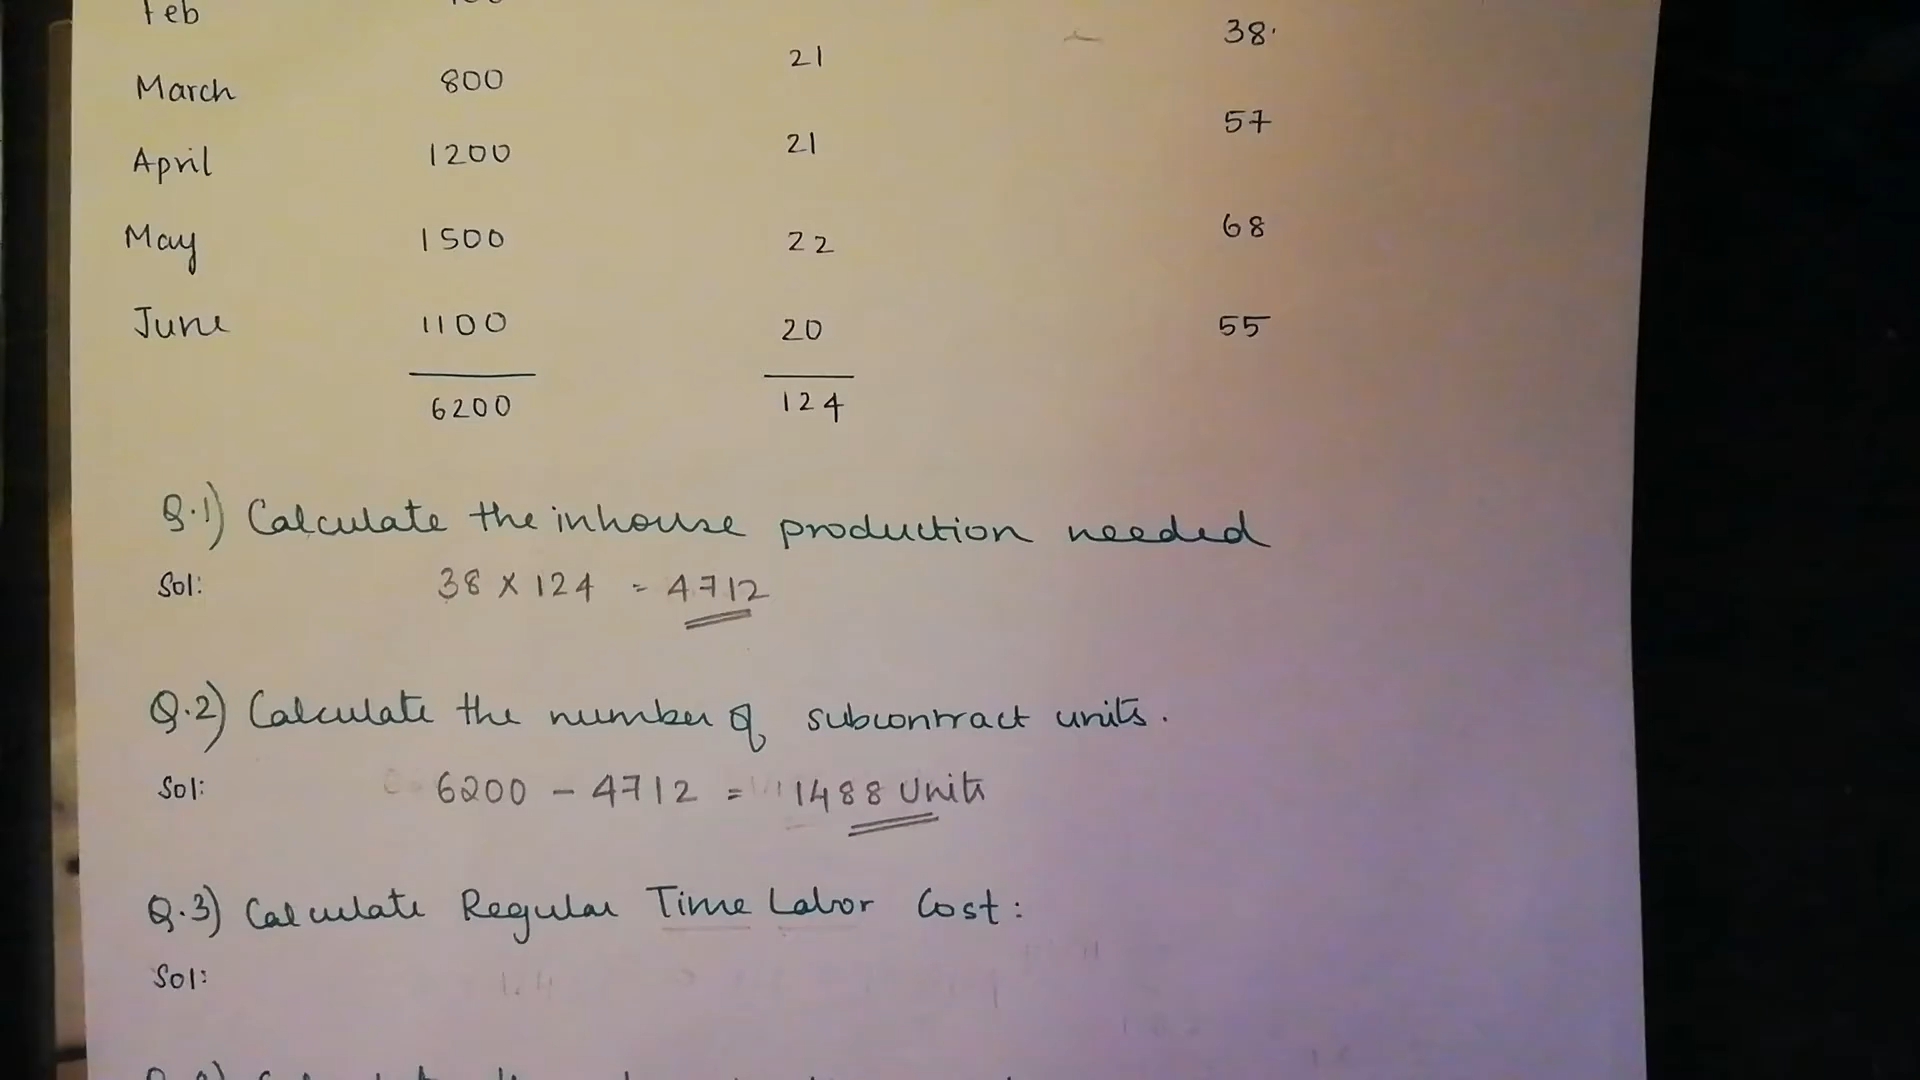 Feb
38.
March 800 21
57
April 1200 21
May 1500 22 68
June 1100 20 55
6200 124
Q.1) Calculate the inhouse production needed
Sol: 38 X 124 = 4712
Q.2) Calculate the number of subcontract units.
Sol: 6200 - 4712 = 1488 Units
Q.3) Calculate Regular Time Labor Cost:
Sol: